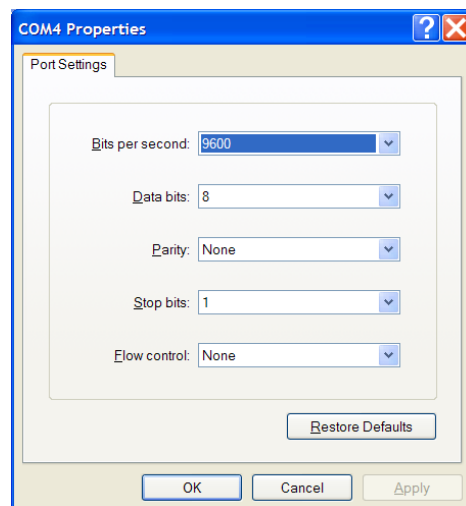 COM4 Properties
Port Settings
Bits per second: 9600
Data bits: 8
Parity: None
Stop bits: 1
Flow control: None
Restore Defaults
OK Cancel Apply